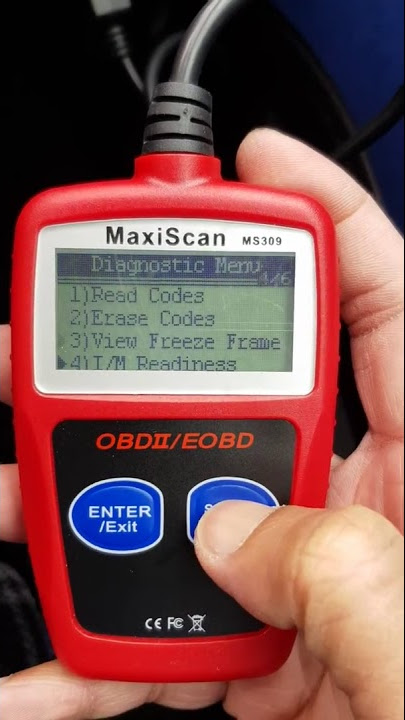 MaxiScan MS309
Diagnostic Menu
4/6
1)Read Codes
2)Erase Codes
3)View Freeze Frame
▶4)I/M Readiness
OBDII/EOBD
ENTER
/Exit
CE FC